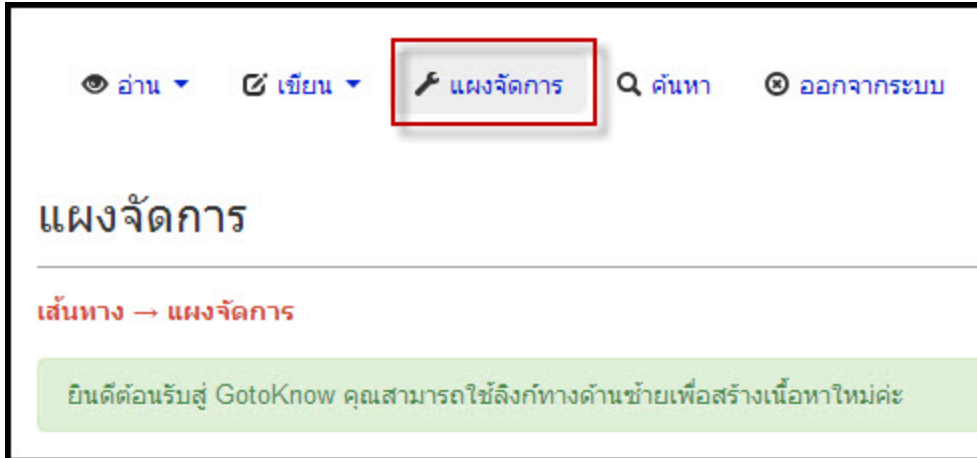 อ่าน เขียน แผงจัดการ ค้นหา ออกจากระบบ
แผงจัดการ
เส้นทาง → แผงจัดการ
ยินดีต้อนรับสู่ GotoKnow คุณสามารถใช้ลิงก์ทางด้านซ้ายเพื่อสร้างเนื้อหาใหม่ค่ะ